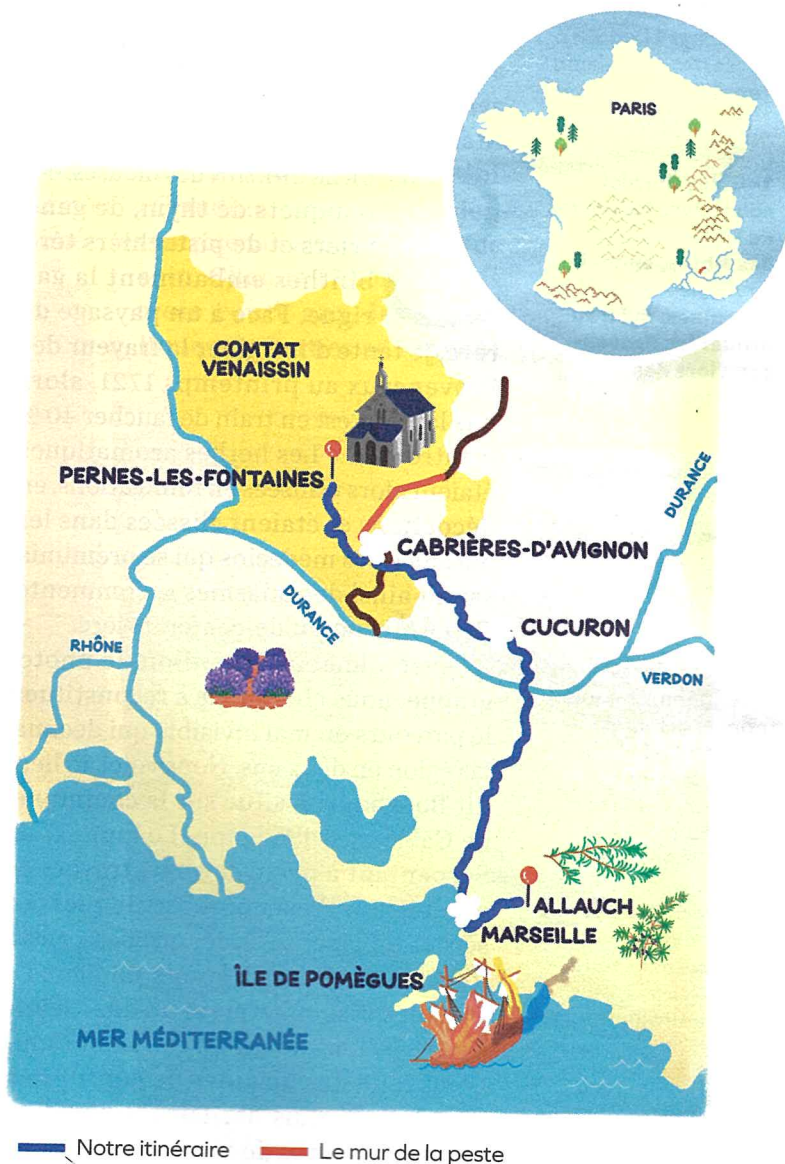 PARIS
COMTAT
VENAISSIN
PERNES-LES-FONTAINES
CABRIÈRES-D'AVIGNON
DURANCE
DURANCE
CUCURON
RHÔNE
VERDON
ALLAUCH
MARSEILLE
ÎLE DE POMÈGUES
MER MÉDITERRANÉE
Notre itinéraire
Le mur de la peste